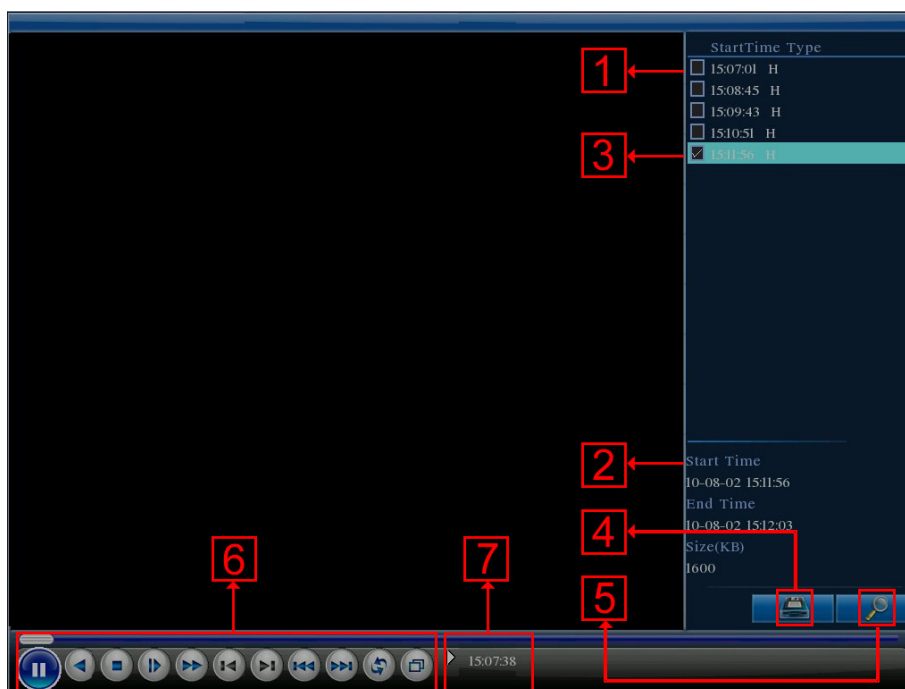 StartTime Type
1
15:07:01 H
15:08:45 H
15:09:43 H
15:10:51 H
3
15:11:56 H
2
Start Time
10-08-02 15:11:56
End Time
4
10-08-02 15:12:03
Size(KB)
1600
5
6
7
15:07:38